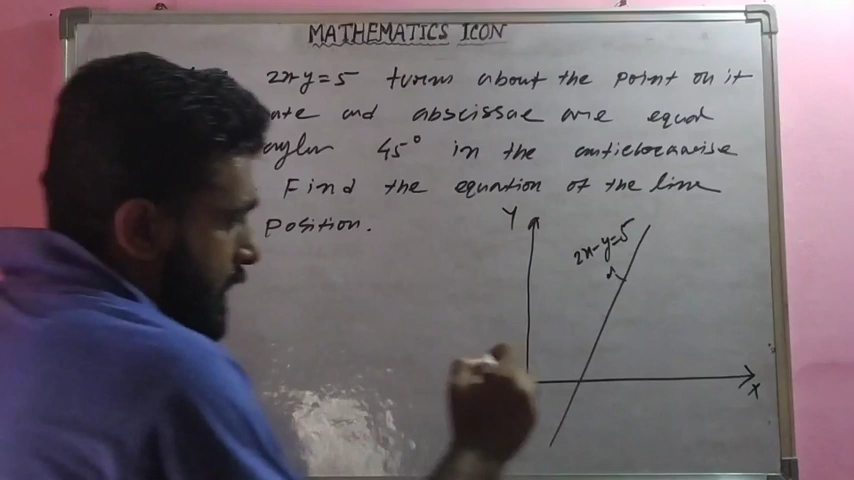 MATHEMATICS ICON
2x-y=5 turns about the point on it
ate and abscissae are equal
angle 45° in the anticlockwise
Find the equation of the line
position.
Y
2x-y=5
X